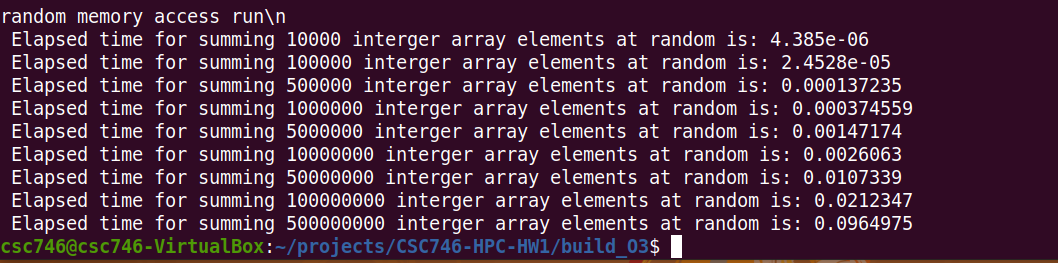 random memory access run\n
Elapsed time for summing 10000 interger array elements at random is: 4.385e-06
Elapsed time for summing 100000 interger array elements at random is: 2.4528e-05
Elapsed time for summing 500000 interger array elements at random is: 0.000137235
Elapsed time for summing 1000000 interger array elements at random is: 0.000374559
Elapsed time for summing 5000000 interger array elements at random is: 0.00147174
Elapsed time for summing 10000000 interger array elements at random is: 0.0026063
Elapsed time for summing 50000000 interger array elements at random is: 0.0107339
Elapsed time for summing 100000000 interger array elements at random is: 0.0212347
Elapsed time for summing 500000000 interger array elements at random is: 0.0964975
csc746@csc746-VirtualBox:~/projects/CSC746-HPC-HW1/build_O3$